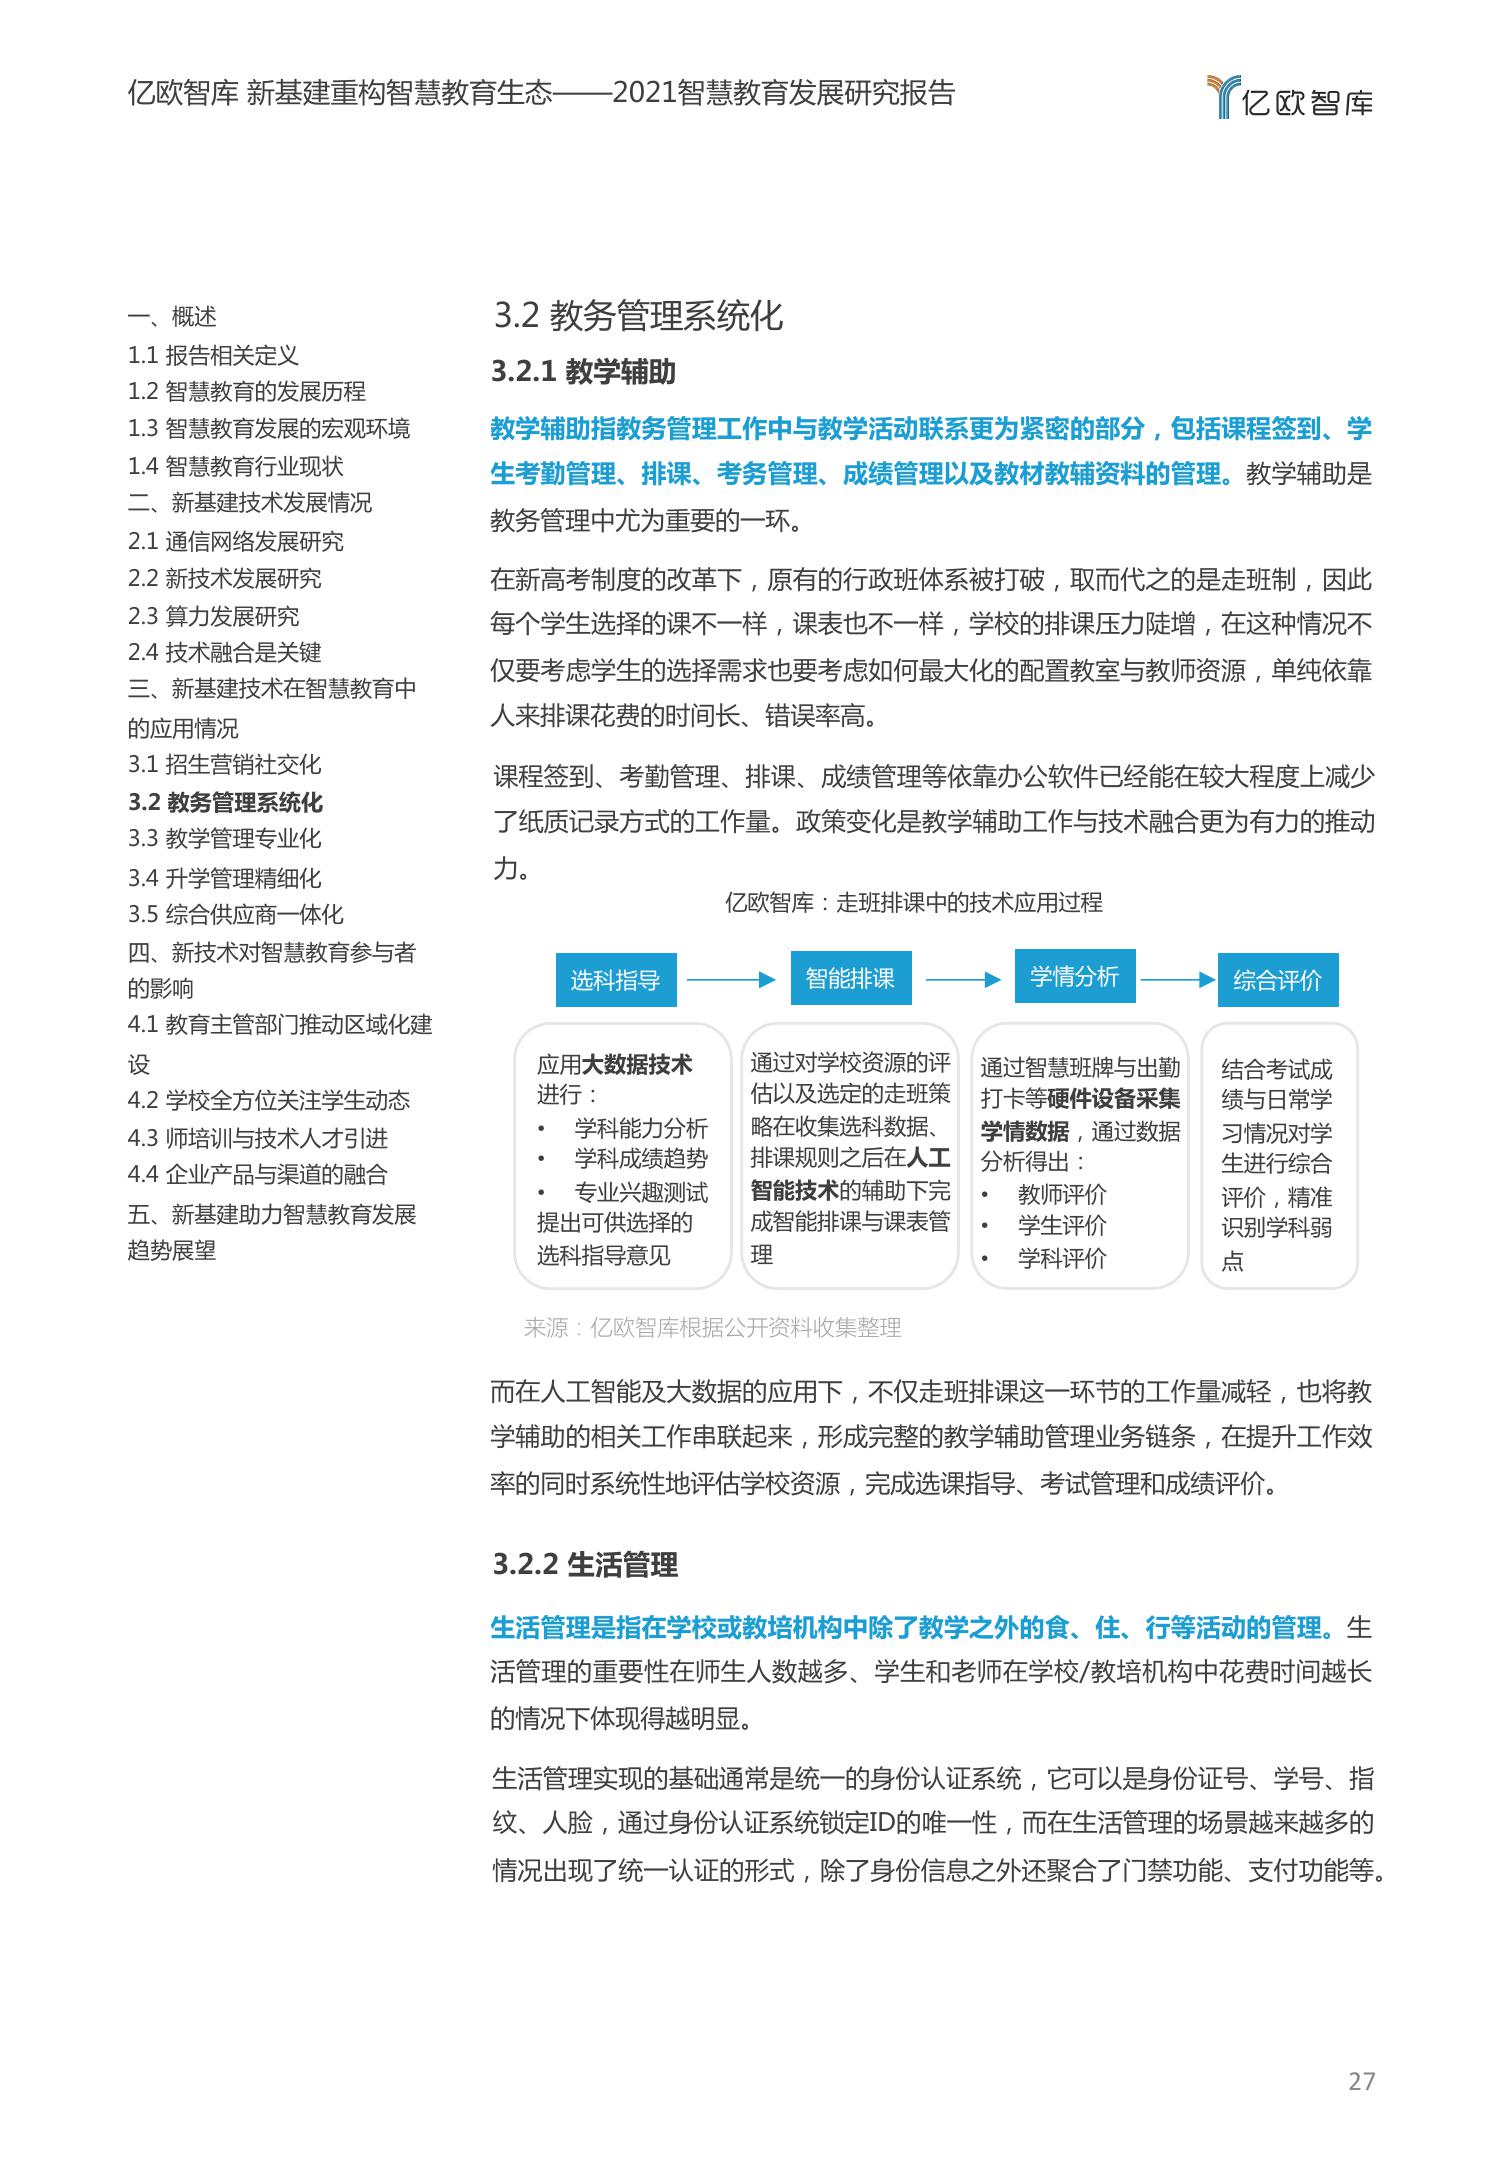 亿欧智库 新基建重构智慧教育生态——2021智慧教育发展研究报告
亿欧智库
一、概述
1.1 报告相关定义
1.2 智慧教育的发展历程
1.3 智慧教育发展的宏观环境
1.4 智慧教育行业现状
二、新基建技术发展情况
2.1 通信网络发展研究
2.2 新技术发展研究
2.3 算力发展研究
2.4 技术融合是关键
三、新基建技术在智慧教育中
的应用情况
3.1 招生营销社交化
3.2 教务管理系统化
3.3 教学管理专业化
3.4 升学管理精细化
3.5 综合供应商一体化
四、新技术对智慧教育参与者
的影响
4.1 教育主管部门推动区域化建
设
4.2 学校全方位关注学生动态
4.3 师培训与技术人才引进
4.4 企业产品与渠道的融合
五、新基建助力智慧教育发展
趋势展望
3.2 教务管理系统化
3.2.1 教学辅助
教学辅助指教务管理工作中与教学活动联系更为紧密的部分，包括课程签到、学
生考勤管理、排课、考务管理、成绩管理以及教材教辅资料的管理。教学辅助是
教务管理中尤为重要的一环。
在新高考制度的改革下，原有的行政班体系被打破，取而代之的是走班制，因此
每个学生选择的课不一样，课表也不一样，学校的排课压力陡增，在这种情况不
仅要考虑学生的选择需求也要考虑如何最大化的配置教室与教师资源，单纯依靠
人来排课花费的时间长、错误率高。
课程签到、考勤管理、排课、成绩管理等依靠办公软件已经能在较大程度上减少
了纸质记录方式的工作量。政策变化是教学辅助工作与技术融合更为有力的推动
力。
亿欧智库：走班排课中的技术应用过程
选科指导
智能排课
学情分析
综合评价
应用大数据技术
进行：
• 学科能力分析
• 学科成绩趋势
• 专业兴趣测试
提出可供选择的
选科指导意见
通过对学校资源的评
估以及选定的走班策
略在收集选科数据、
排课规则之后在人工
智能技术的辅助下完
成智能排课与课表管
理
通过智慧班牌与出勤
打卡等硬件设备采集
学情数据，通过数据
分析得出：
• 教师评价
• 学生评价
• 学科评价
结合考试成
绩与日常学
习情况对学
生进行综合
评价，精准
识别学科弱
点
来源：亿欧智库根据公开资料收集整理
而在人工智能及大数据的应用下，不仅走班排课这一环节的工作量减轻，也将教
学辅助的相关工作串联起来，形成完整的教学辅助管理业务链条，在提升工作效
率的同时系统性地评估学校资源，完成选课指导、考试管理和成绩评价。
3.2.2 生活管理
生活管理是指在学校或教培机构中除了教学之外的食、住、行等活动的管理。生
活管理的重要性在师生人数越多、学生和老师在学校/教培机构中花费时间越长
的情况下体现得越明显。
生活管理实现的基础通常是统一的身份认证系统，它可以是身份证号、学号、指
纹、人脸，通过身份认证系统锁定ID的唯一性，而在生活管理的场景越来越多的
情况出现了统一认证的形式，除了身份信息之外还聚合了门禁功能、支付功能等。
27